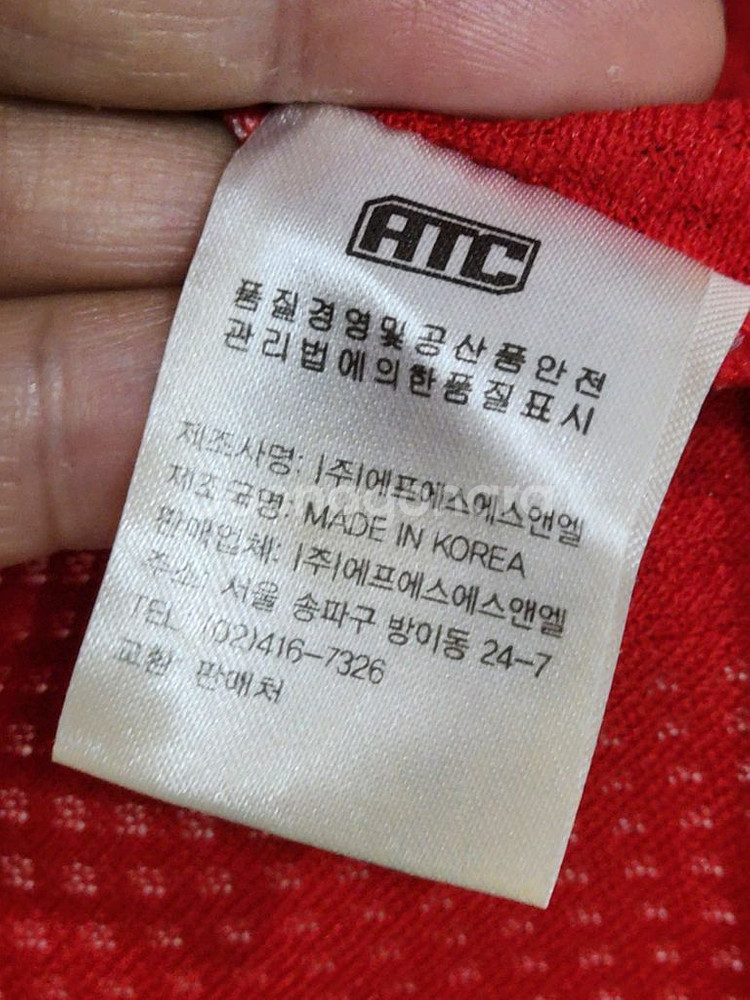 ATC
품질경영및공산품안전
관리법에의한품질표시
제조사명: |주|에프에스에스앤엘
제조국명: MADE IN KOREA
판매업체: |주|에프에스에스앤엘
주소: 서울 송파구 방이동 24-7
TEL. (02)416-7326
교환 판매처